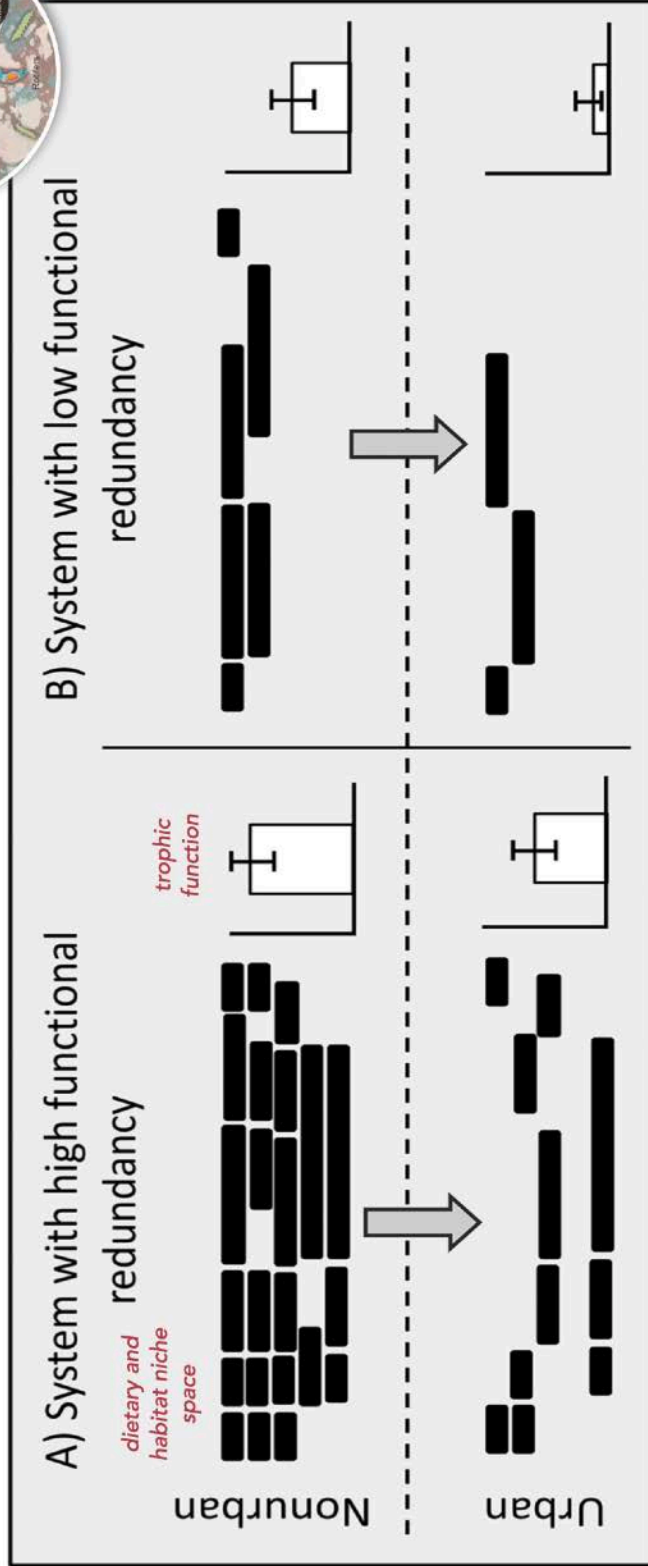 A) System with high functional
redundancy
B) System with low functional
redundancy
dietary and
habitat niche
space
trophic
function
Nonurban
Urban
Rotifers